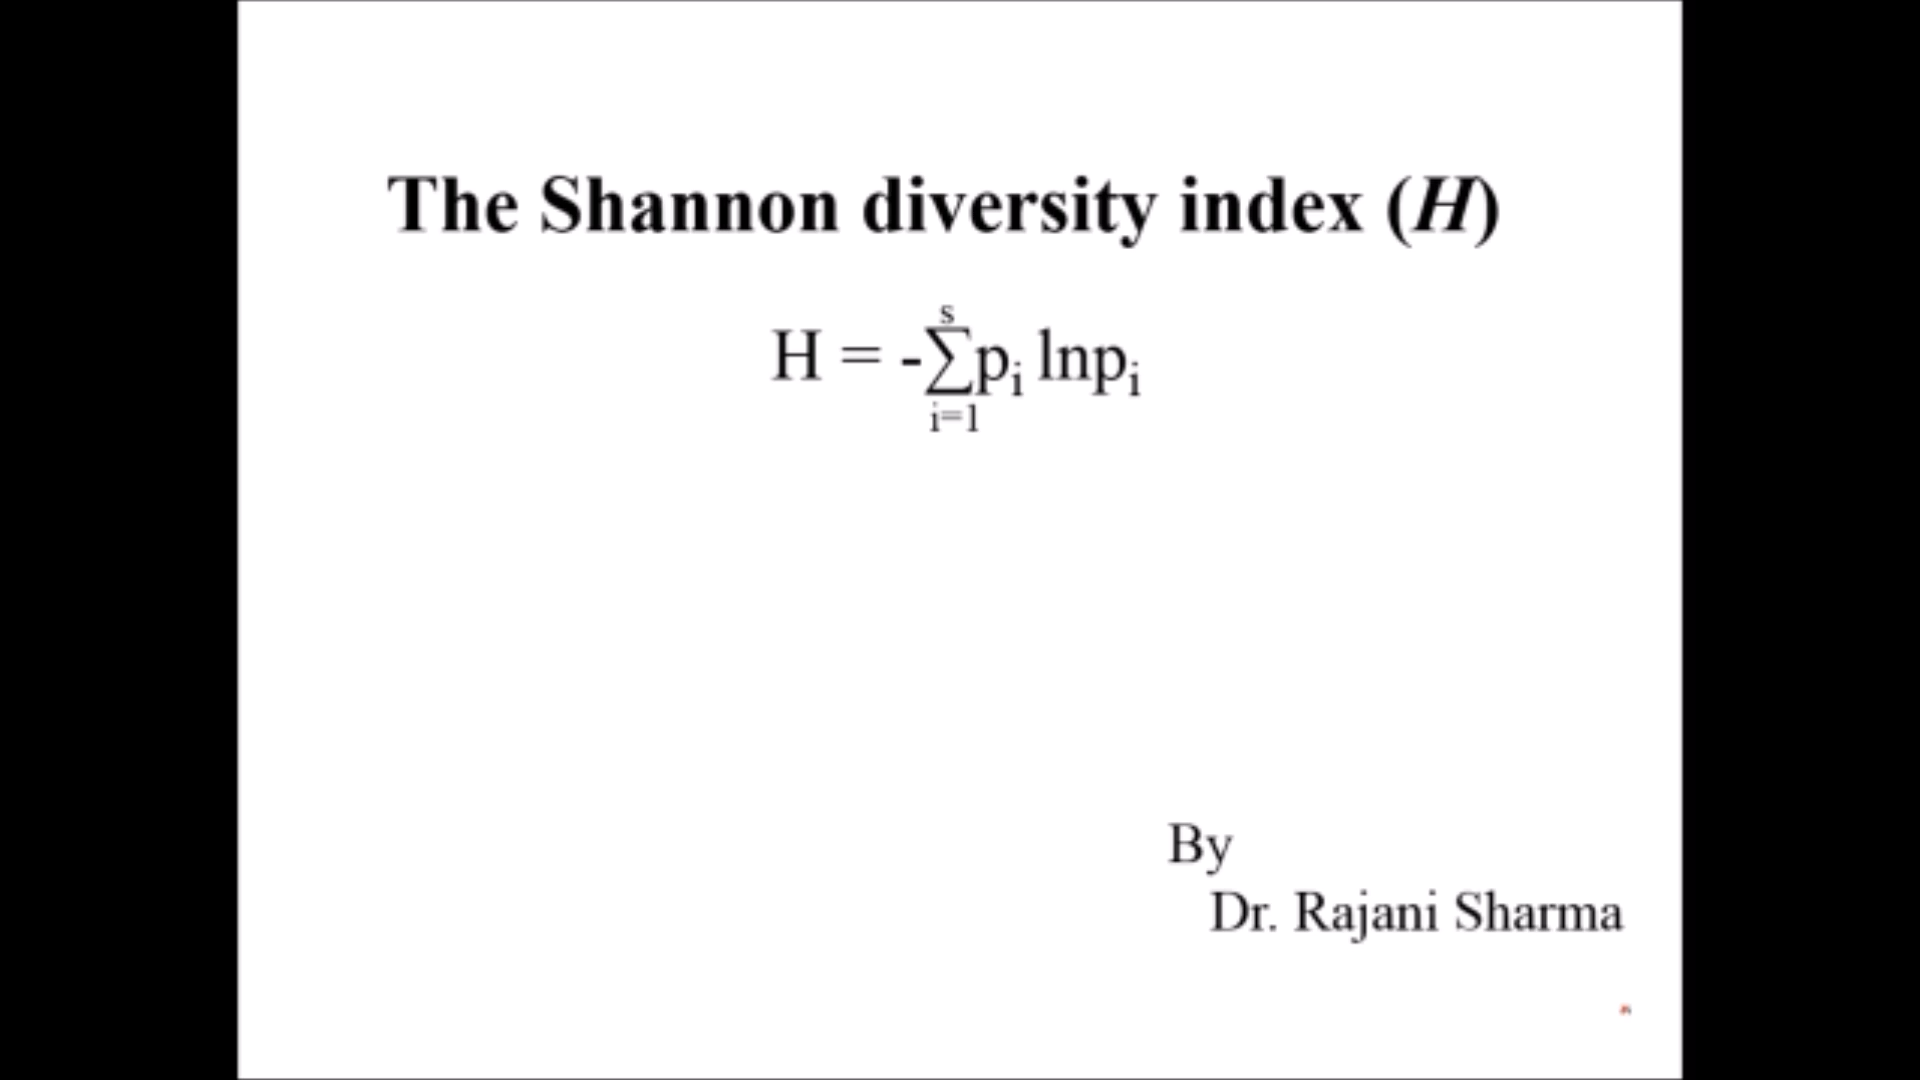 The Shannon diversity index (H)
s
H = -∑pᵢ lnpᵢ
i=1
By
Dr. Rajani Sharma